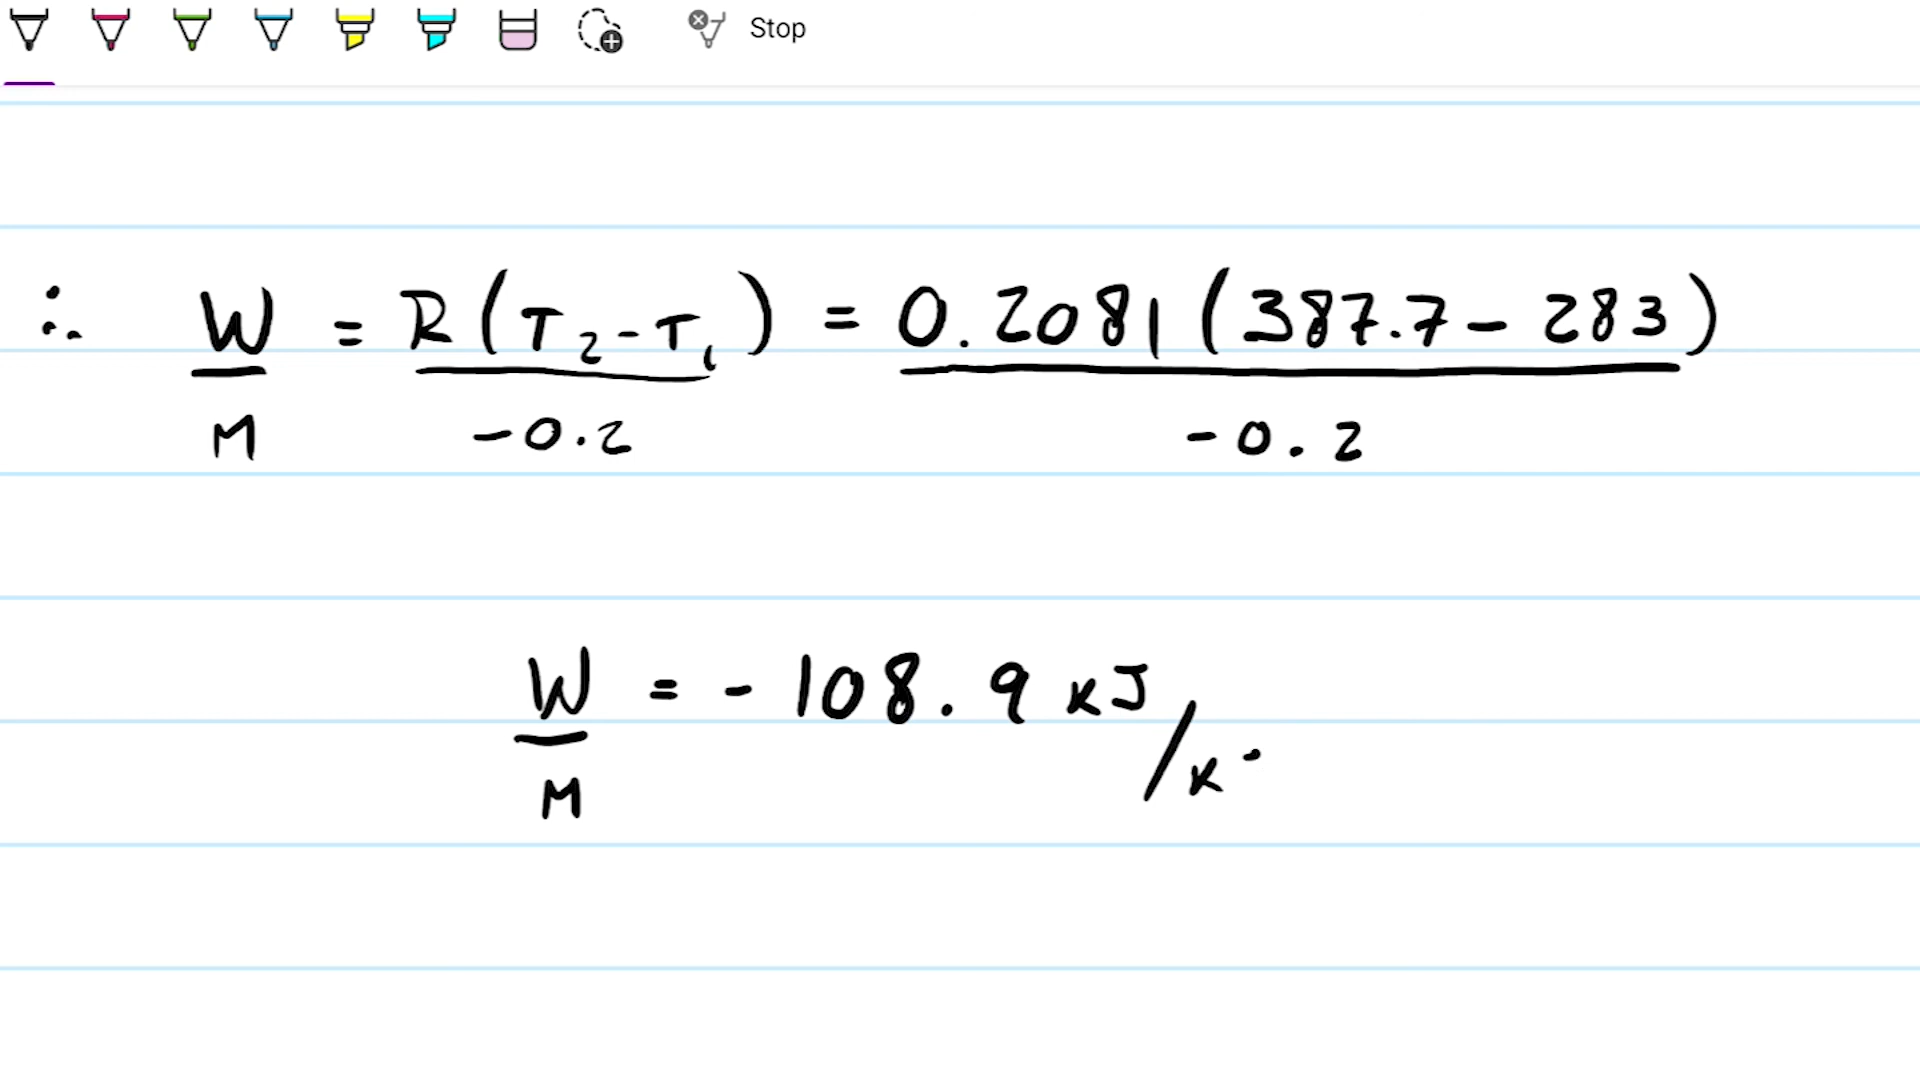 Stop
∴ W/M = R(T₂-T₁)/-0.2 = 0.2081(387.7-283)/-0.2
W/M = -108.9 kJ/k